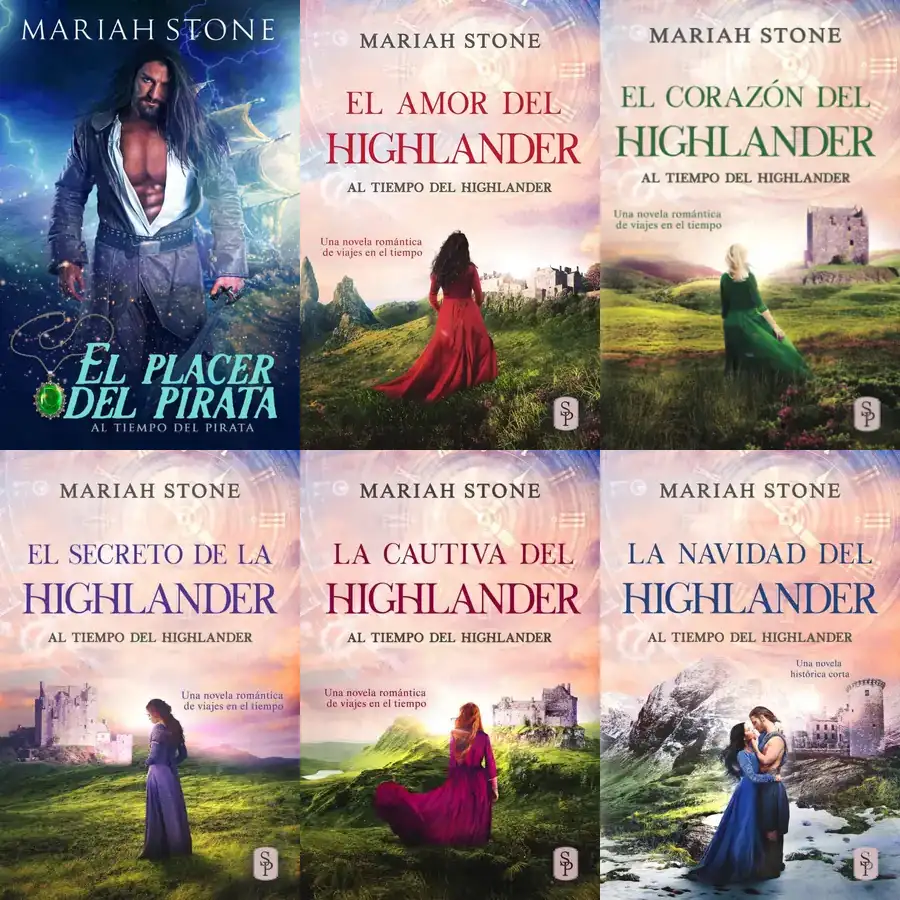 MARIAH STONE
EL PLACER
DEL PIRATA
AL TIEMPO DEL PIRATA
MARIAH STONE
EL AMOR DEL
HIGHLANDER
AL TIEMPO DEL HIGHLANDER
Una novela romántica
de viajes en el tiempo
SP
MARIAH STONE
EL CORAZÓN DEL
HIGHLANDER
AL TIEMPO DEL HIGHLANDER
Una novela romántica
de viajes en el tiempo
SP
MARIAH STONE
EL SECRETO DE LA
HIGHLANDER
AL TIEMPO DEL HIGHLANDER
Una novela romántica
de viajes en el tiempo
SP
MARIAH STONE
LA CAUTIVA DEL
HIGHLANDER
AL TIEMPO DEL HIGHLANDER
Una novela romántica
de viajes en el tiempo
SP
MARIAH STONE
LA NAVIDAD DEL
HIGHLANDER
AL TIEMPO DEL HIGHLANDER
Una novela
histórica corta
SP